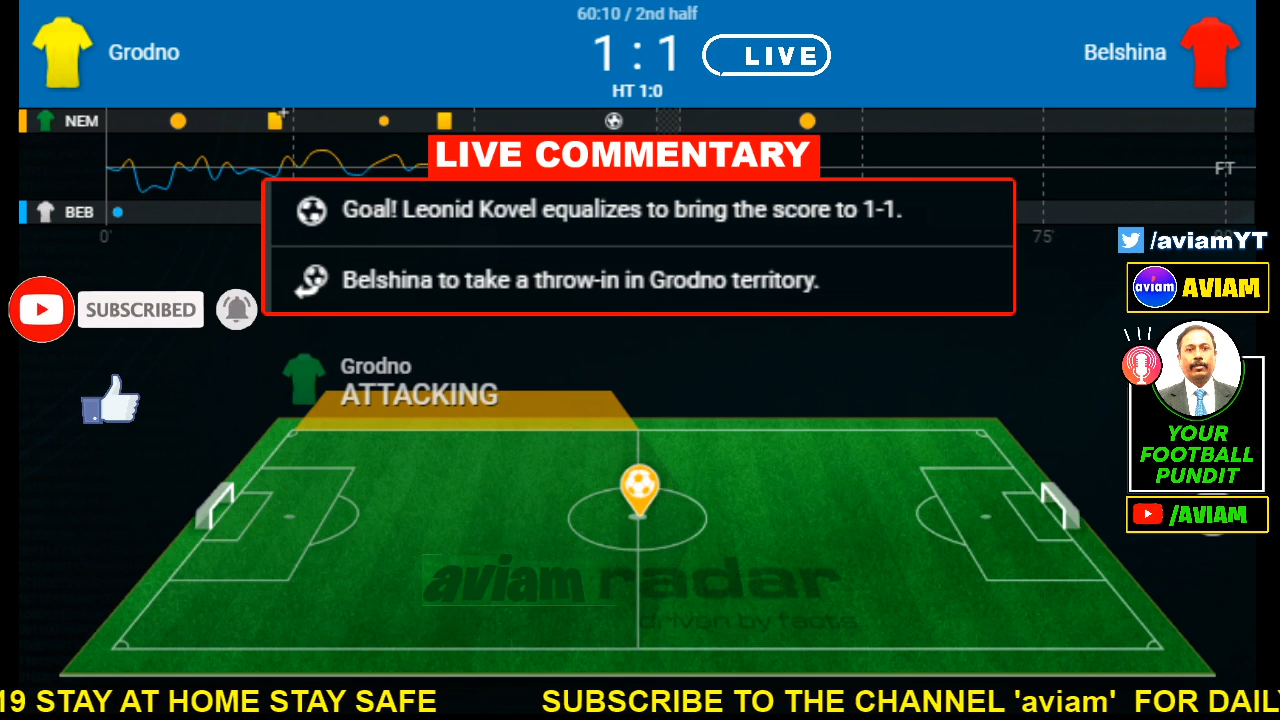 60:10 / 2nd half
Grodno
1 : 1
LIVE
Belshina
HT 1:0
NEM
LIVE COMMENTARY
FT
Goal! Leonid Kovel equalizes to bring the score to 1-1.
BEB
0'
75'
/aviamYT
Belshina to take a throw-in in Grodno territory.
aviam AVIAM
SUBSCRIBED
Grodno
ATTACKING
YOUR
FOOTBALL
PUNDIT
/AVIAM
aviam radar
driven by facts
19 STAY AT HOME STAY SAFE SUBSCRIBE TO THE CHANNEL 'aviam' FOR DAIL